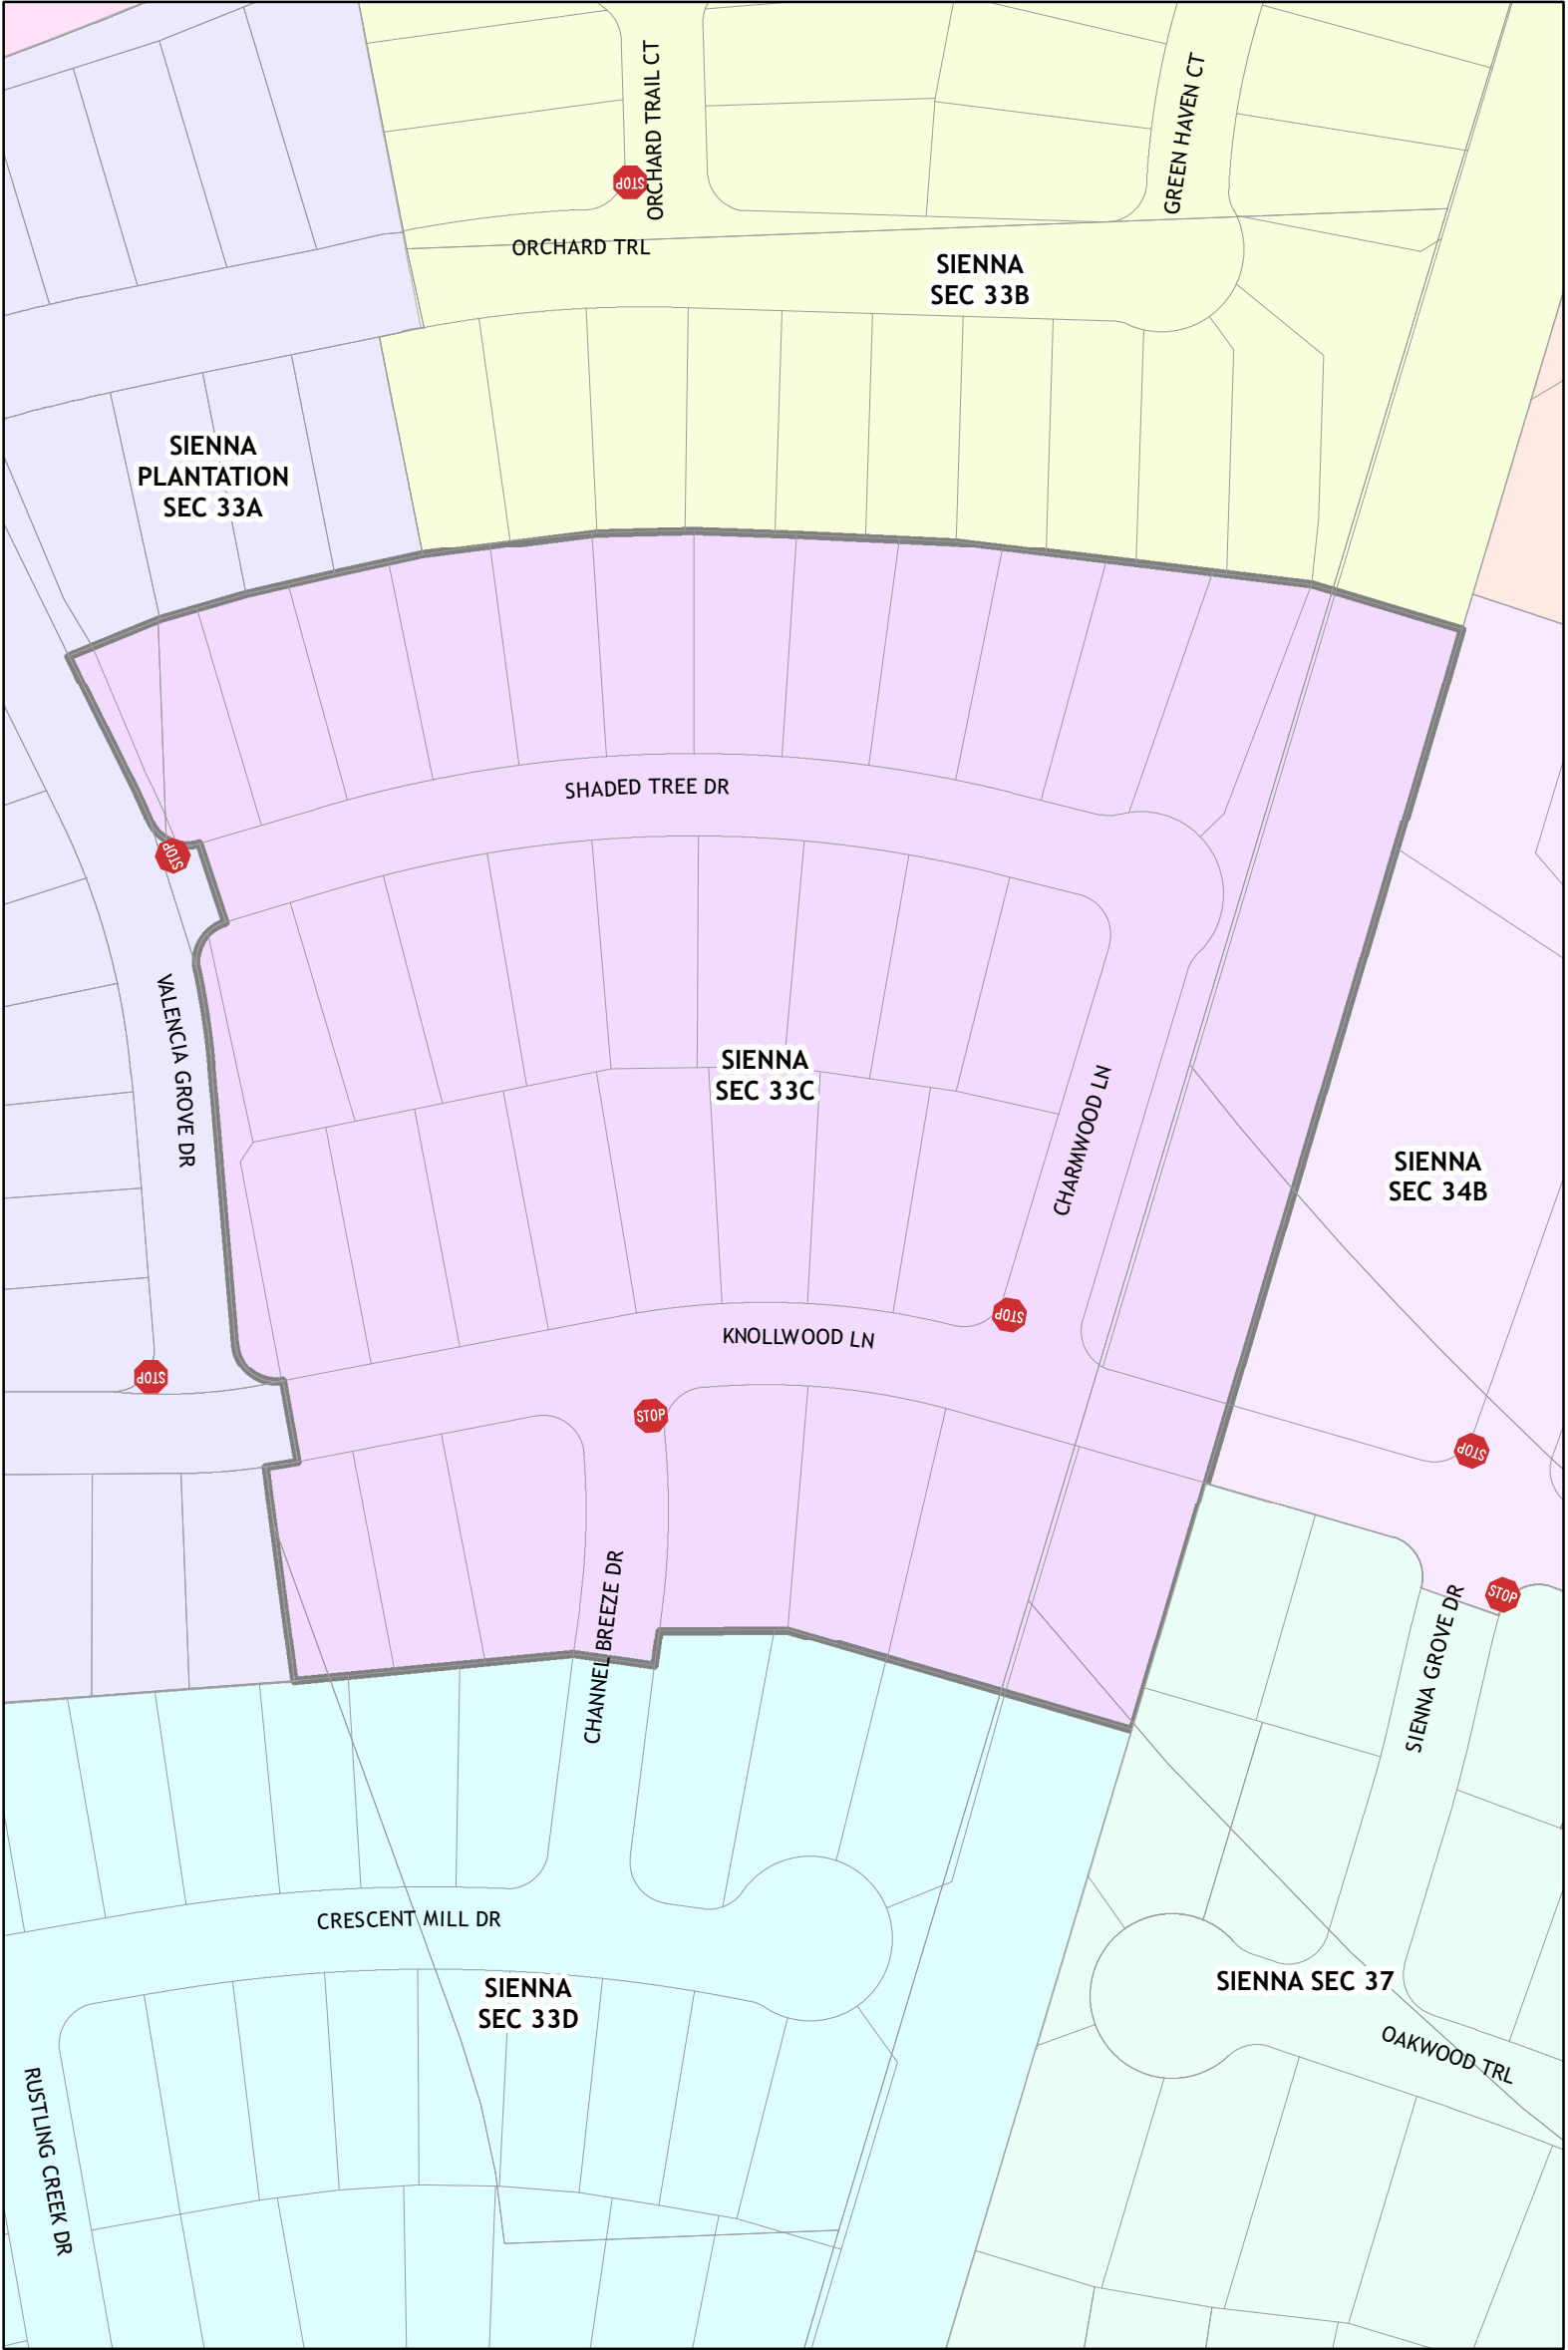 ORCHARD TRAIL CT
GREEN HAVEN CT
STOP
ORCHARD TRL
SIENNA
SEC 33B
SIENNA
PLANTATION
SEC 33A
SHADED TREE DR
STOP
VALENCIA GROVE DR
SIENNA
SEC 33C
CHARMWOOD LN
SIENNA
SEC 34B
STOP
KNOLLWOOD LN
STOP
STOP
STOP
CHANNEL BREEZE DR
STOP
SIENNA GROVE DR
CRESCENT MILL DR
SIENNA
SEC 33D
SIENNA SEC 37
OAKWOOD TRL
RUSTLING CREEK DR